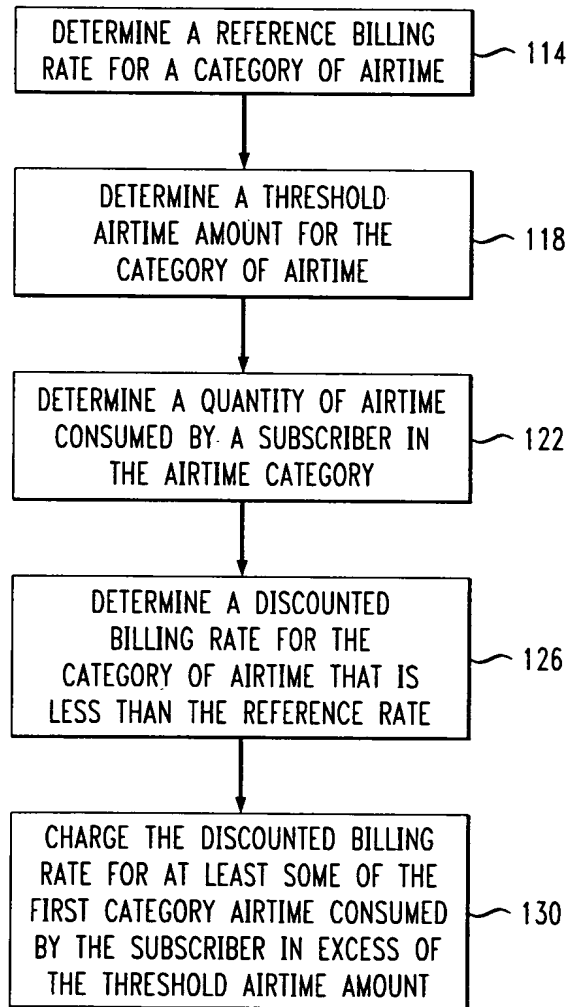 DETERMINE A REFERENCE BILLING
RATE FOR A CATEGORY OF AIRTIME
114
DETERMINE A THRESHOLD
AIRTIME AMOUNT FOR THE
CATEGORY OF AIRTIME
118
DETERMINE A QUANTITY OF AIRTIME
CONSUMED BY A SUBSCRIBER IN
THE AIRTIME CATEGORY
122
DETERMINE A DISCOUNTED
BILLING RATE FOR THE
CATEGORY OF AIRTIME THAT IS
LESS THAN THE REFERENCE RATE
126
CHARGE THE DISCOUNTED BILLING
RATE FOR AT LEAST SOME OF THE
FIRST CATEGORY AIRTIME CONSUMED
BY THE SUBSCRIBER IN EXCESS OF
THE THRESHOLD AIRTIME AMOUNT
130